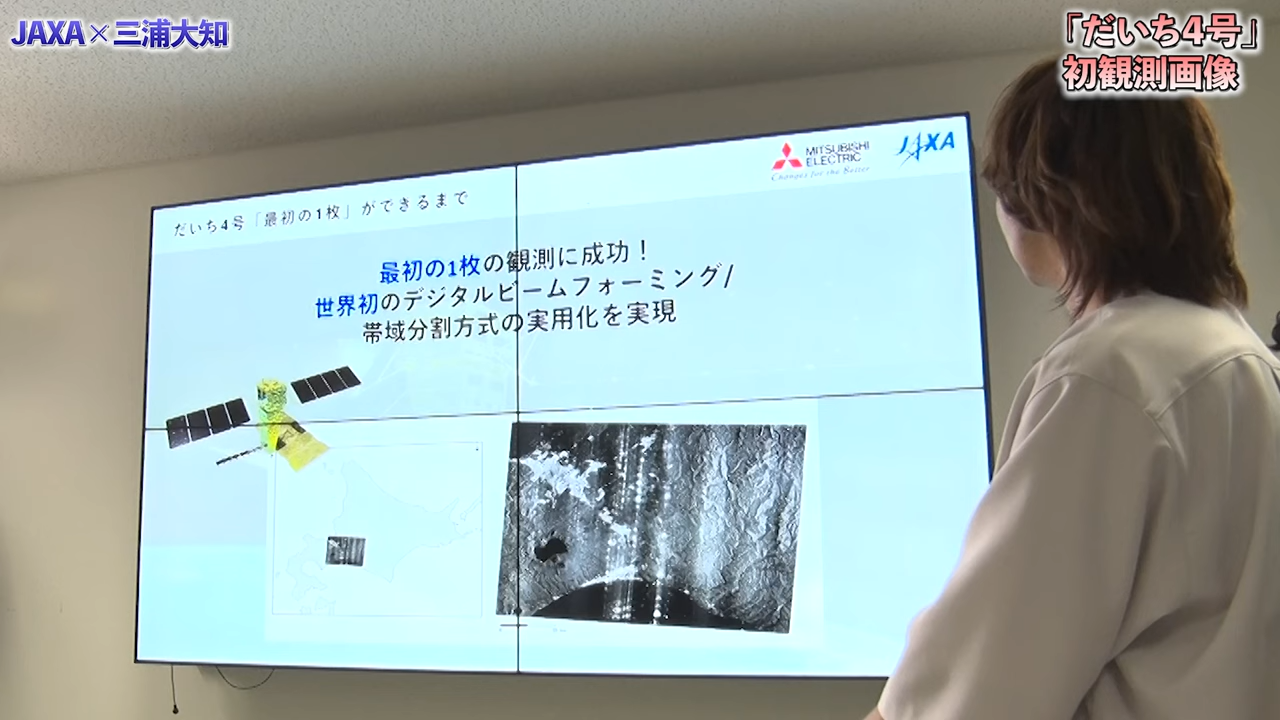 JAXA×三浦大知
「だいち4号」
初観測画像
MITSUBISHI
ELECTRIC
Changes for the Better
JAXA
だいち4号「最初の1枚」ができるまで
最初の1枚の観測に成功！
世界初のデジタルビームフォーミング/
帯域分割方式の実用化を実現